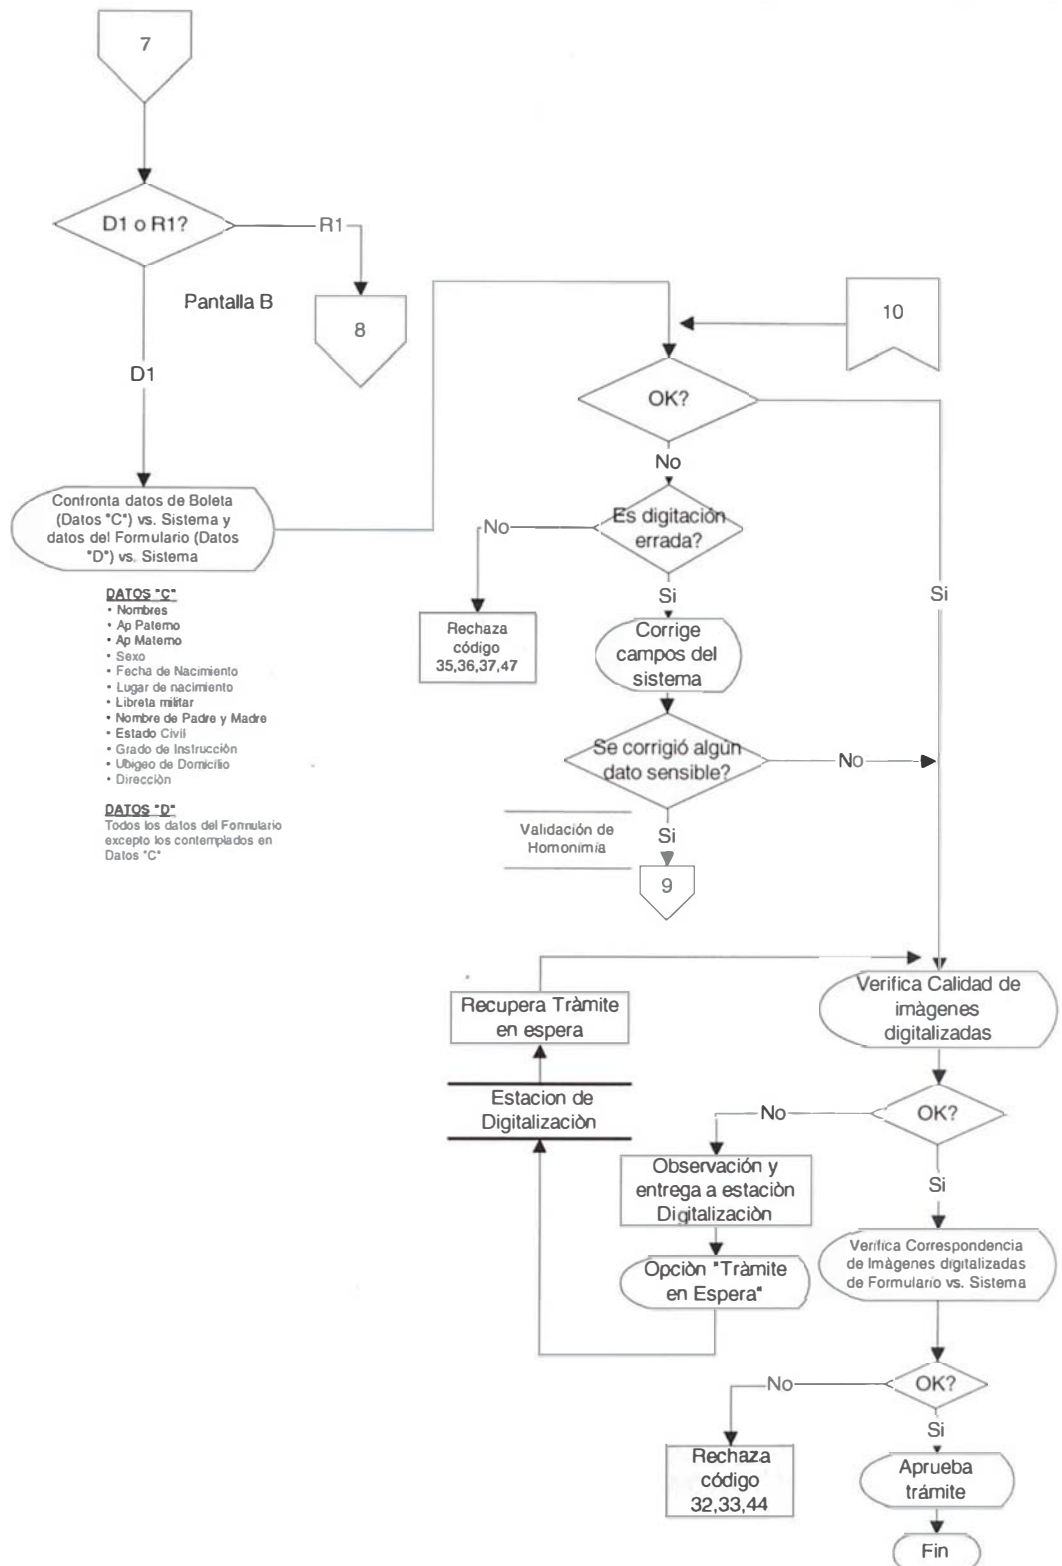 7
D1 o R1?
R1
Pantalla B
8
D1
Confronta datos de Boleta
(Datos "C") vs. Sistema y
datos del Formulario (Datos
"D") vs. Sistema
DATOS "C"
• Nombres
• Ap Paterno
• Ap Materno
• Sexo
• Fecha de Nacimiento
• Lugar de nacimiento
• Libreta militar
• Nombre de Padre y Madre
• Estado Civil
• Grado de Instrucciòn
• Ubigeo de Domicilio
• Direcciòn
DATOS "D"
Todos los datos del Formulario
excepto los contemplados en
Datos "C"
10
OK?
No
Si
Es digitación
errada?
No
Rechaza
código
35,36,37,47
Si
Corrige
campos del
sistema
Se corrigió algún
dato sensible?
No
Validación de
Homonimia
Si
9
Verifica Calidad de
imàgenes
digitalizadas
Recupera Tràmite
en espera
Estacion de
Digitalizaciòn
OK?
No
Observación y
entrega a estaciòn
Digitalizaciòn
Opciòn "Tràmite
en Espera"
Si
Verifica Correspondencia
de Imàgenes digitalizadas
de Formulario vs. Sistema
OK?
No
Rechaza
código
32,33,44
Si
Aprueba
trámite
Fin